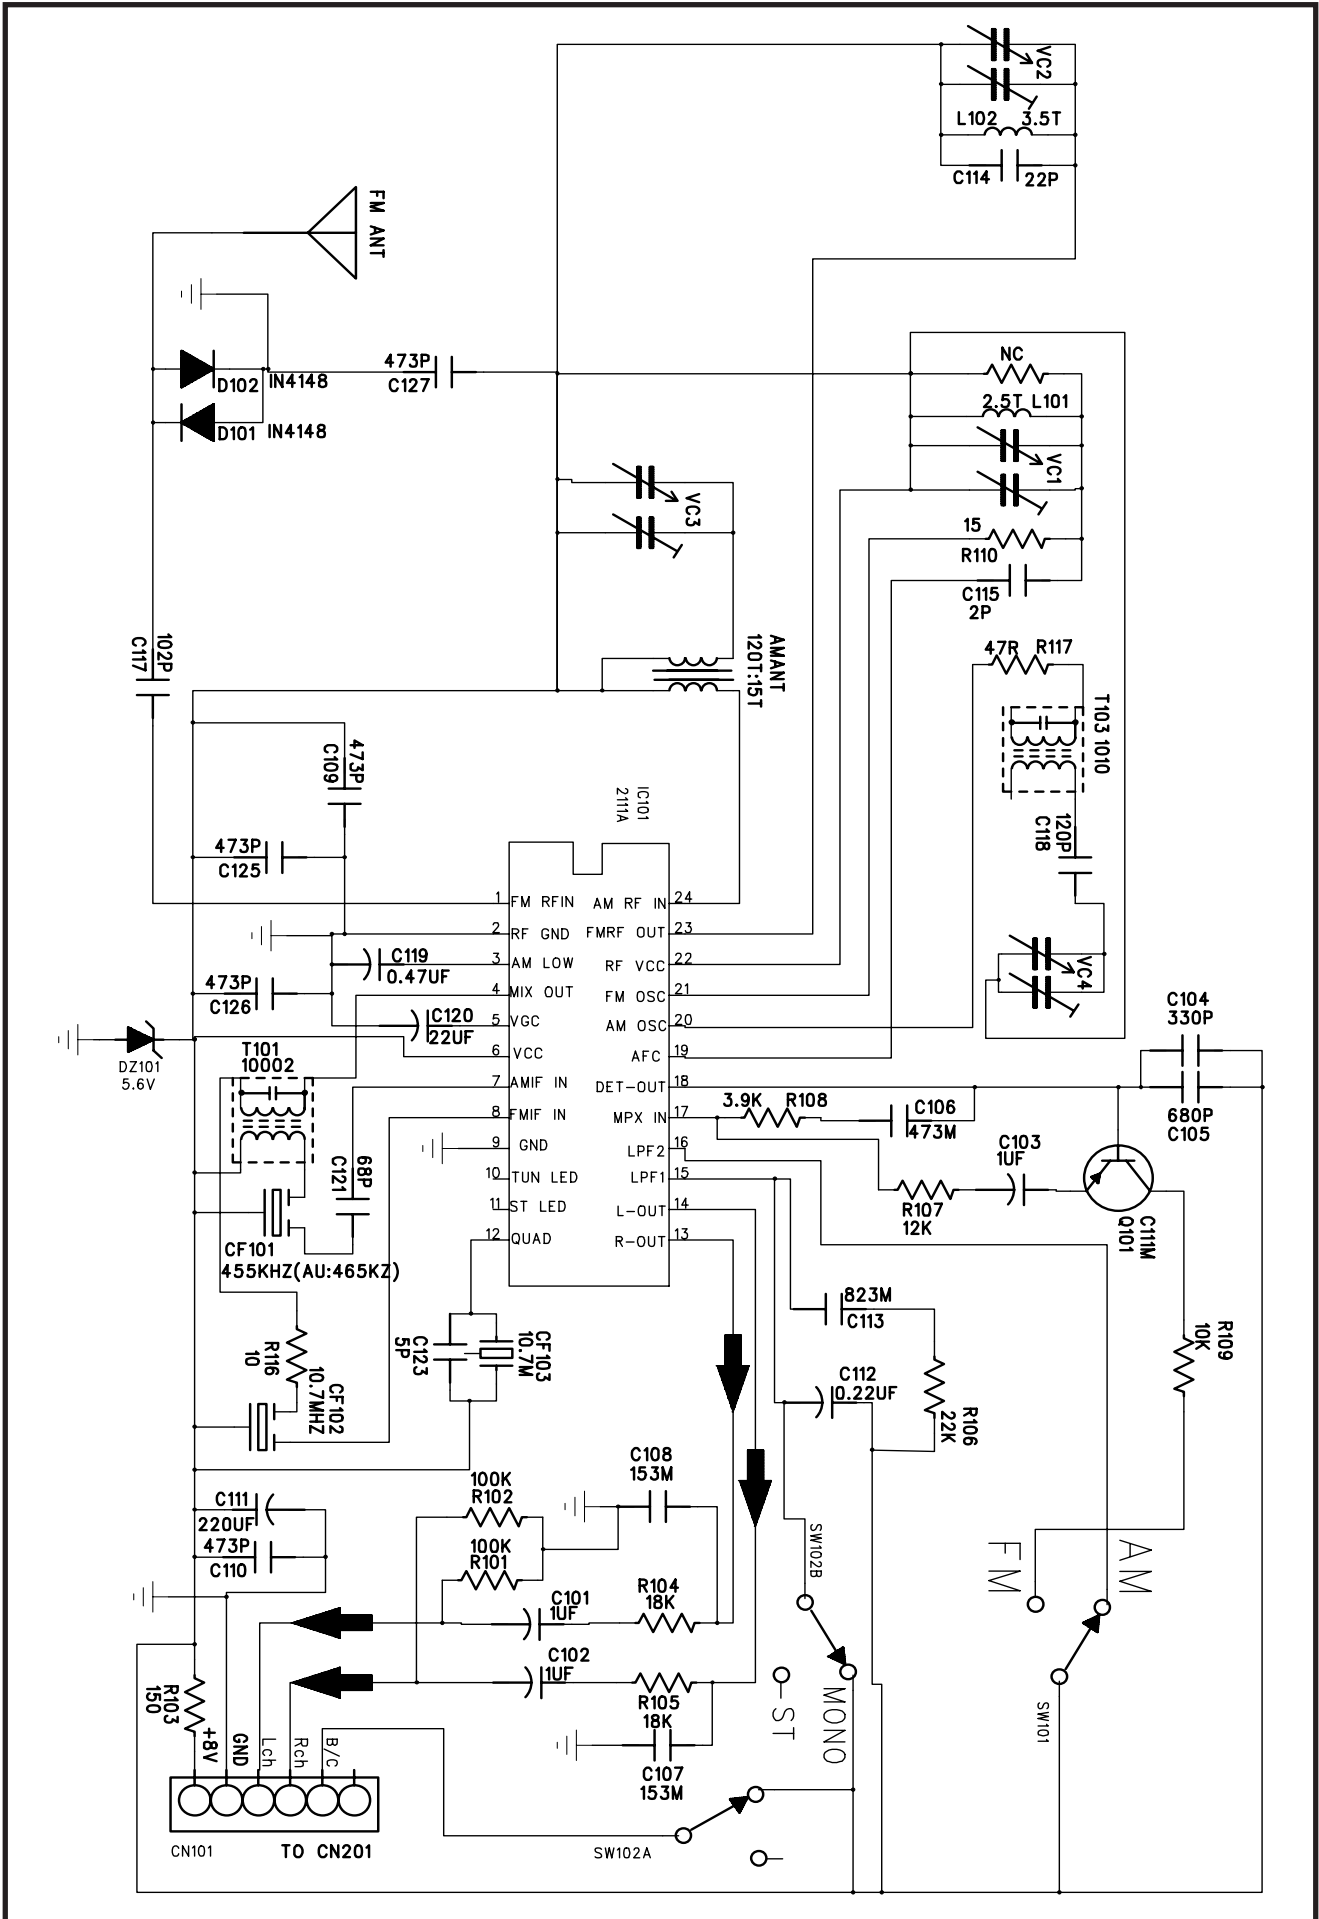 VC2
L102 3.5T
C114 22P
FM ANT
473P
C127
D102 IN4148
D101 IN4148
NC
2.5T L101
VC1
15
R110
C115
2P
VC3
AMANT
120T:15T
102P
C117
47R R117
T103 1010
120P
C118
VC4
473P
C109
473P
C125
IC101
2111A
1 FM RFIN AM RF IN 24
2 RF GND FMRF OUT 23
3 AM LOW RF VCC 22
4 MIX OUT FM OSC 21
5 VGC AM OSC 20
6 VCC AFC 19
7 AMIF IN DET-OUT 18
8 FMIF IN MPX IN 17
9 GND LPF2 16
10 TUN LED LPF1 15
11 ST LED L-OUT 14
12 QUAD R-OUT 13
C119
0.47UF
473P
C126
C120
22UF
DZ101
5.6V
T101
10002
68P
C121
CF101
455KHZ(AU:465KZ)
R116
10
CF102
10.7MHZ
C123
5P
CF103
10.7M
C104
330P
680P
C105
3.9K R108
C106
473M
C103
1UF
R107
12K
C111M
Q101
R109
10K
823M
C113
C112
0.22UF
R106
22K
C108
153M
100K
R102
100K
R101
C111
220UF
473P
C110
C101
1UF
R104
18K
C102
1UF
R105
18K
C107
153M
SW102B
MONO
ST
AM
FM
SW101
R103
150
+8V
GND
Lch
Rch
B/C
CN101 TO CN201
SW102A